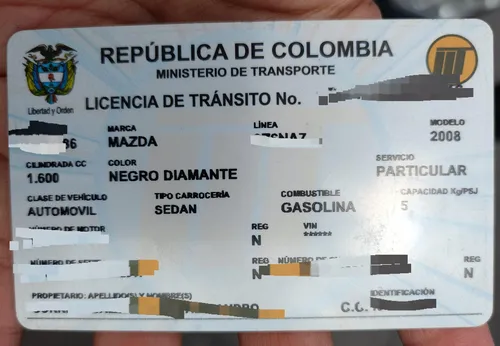 REPÚBLICA DE COLOMBIA
MINISTERIO DE TRANSPORTE
Libertad y Orden
LICENCIA DE TRÁNSITO No.
MARCA LÍNEA MODELO
MAZDA 2008
CILINDRADA CC COLOR SERVICIO
1.600 NEGRO DIAMANTE PARTICULAR
CLASE DE VEHÍCULO TIPO CARROCERÍA COMBUSTIBLE CAPACIDAD Kg/PSJ
AUTOMOVIL SEDAN GASOLINA 5
NÚMERO DE MOTOR REG VIN
N ******
REG NÚMERO DE REG
N N
PROPIETARIO: APELLIDO(S) Y NOMBRE(S) IDENTIFICACIÓN
C.C.